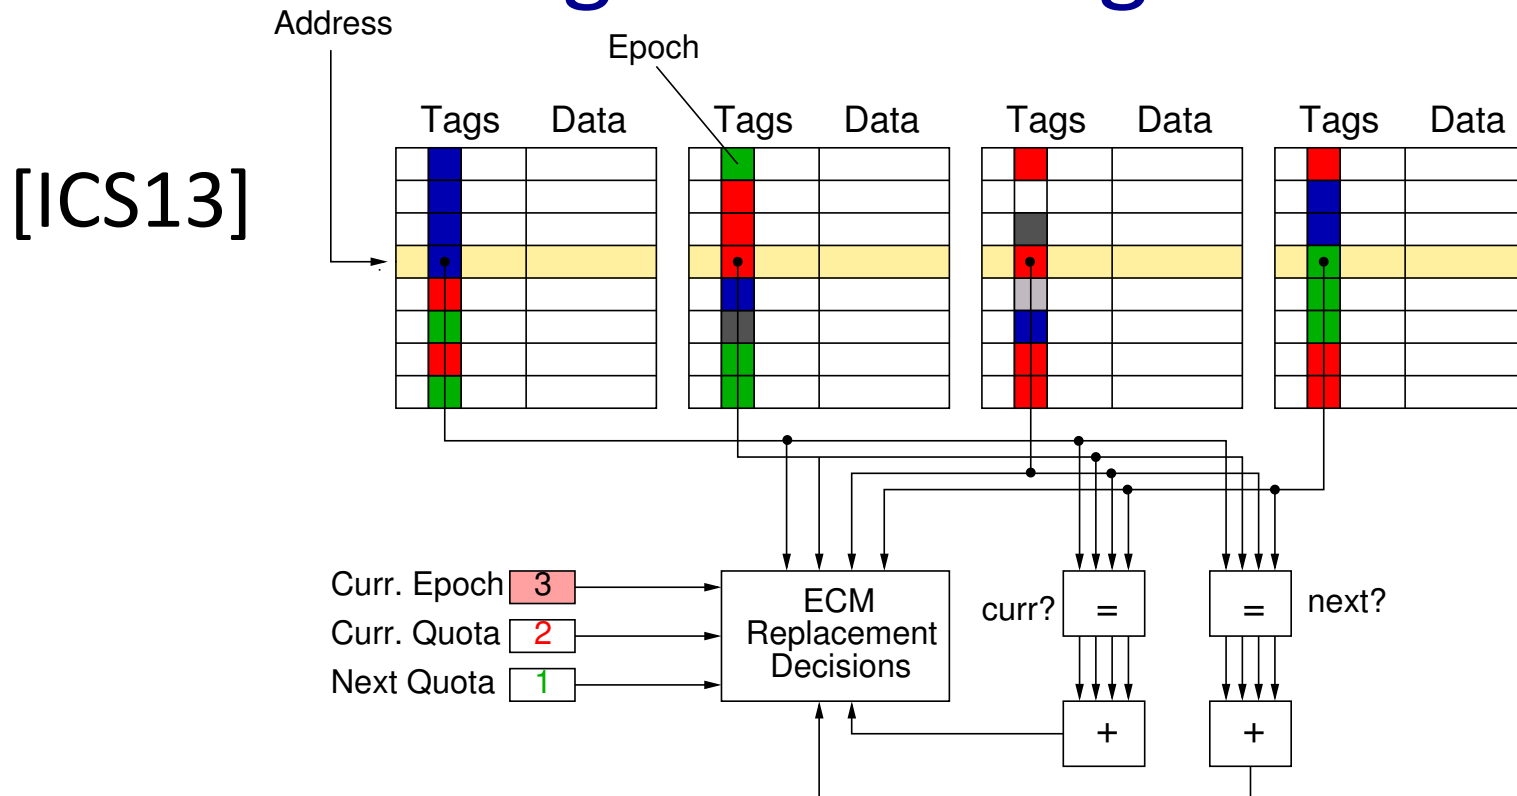 Address
Epoch
Tags Data Tags Data Tags Data Tags Data
[ICS13]
Curr. Epoch 3
Curr. Quota 2
Next Quota 1
ECM
Replacement
Decisions
curr? = = next?
+ +